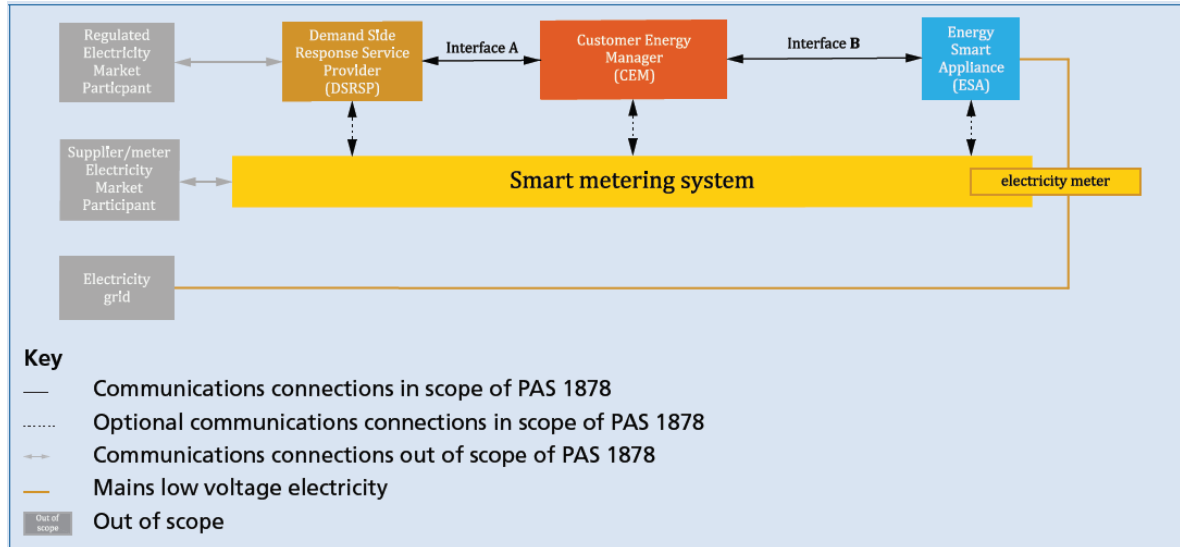 Regulated
Electricity
Market
Particpant
Demand Side
Response Service
Provider
(DSRSP)
Interface A
Customer Energy
Manager
(CEM)
Interface B
Energy
Smart
Appliance
(ESA)
Supplier/meter
Electricity
Market
Participant
Smart metering system
electricity meter
Electricity
grid
Key
Communications connections in scope of PAS 1878
Optional communications connections in scope of PAS 1878
Communications connections out of scope of PAS 1878
Mains low voltage electricity
Out of
scope
Out of scope